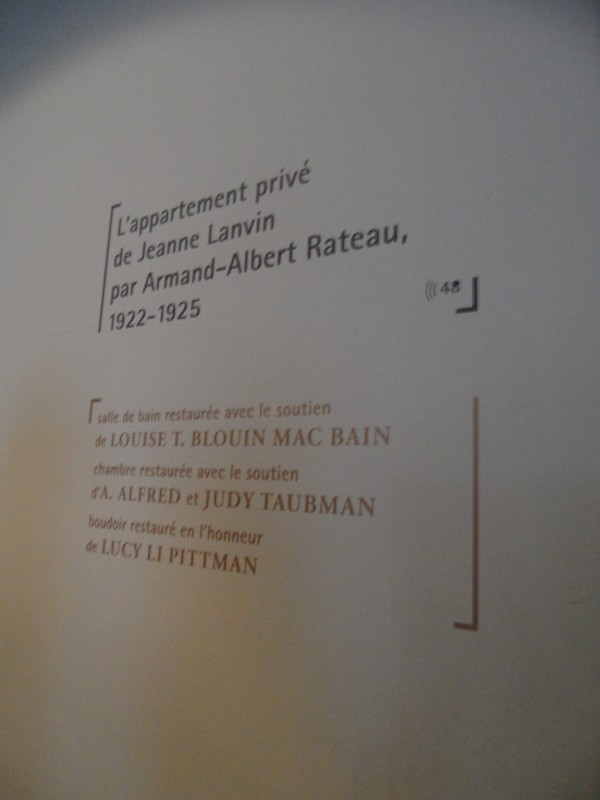 L'appartement privé
de Jeanne Lanvin
par Armand-Albert Rateau,
1922-1925
48
salle de bain restaurée avec le soutien
de LOUISE T. BLOUIN MAC BAIN
chambre restaurée avec le soutien
d'A. ALFRED et JUDY TAUBMAN
boudoir restauré en l'honneur
de LUCY LI PITTMAN